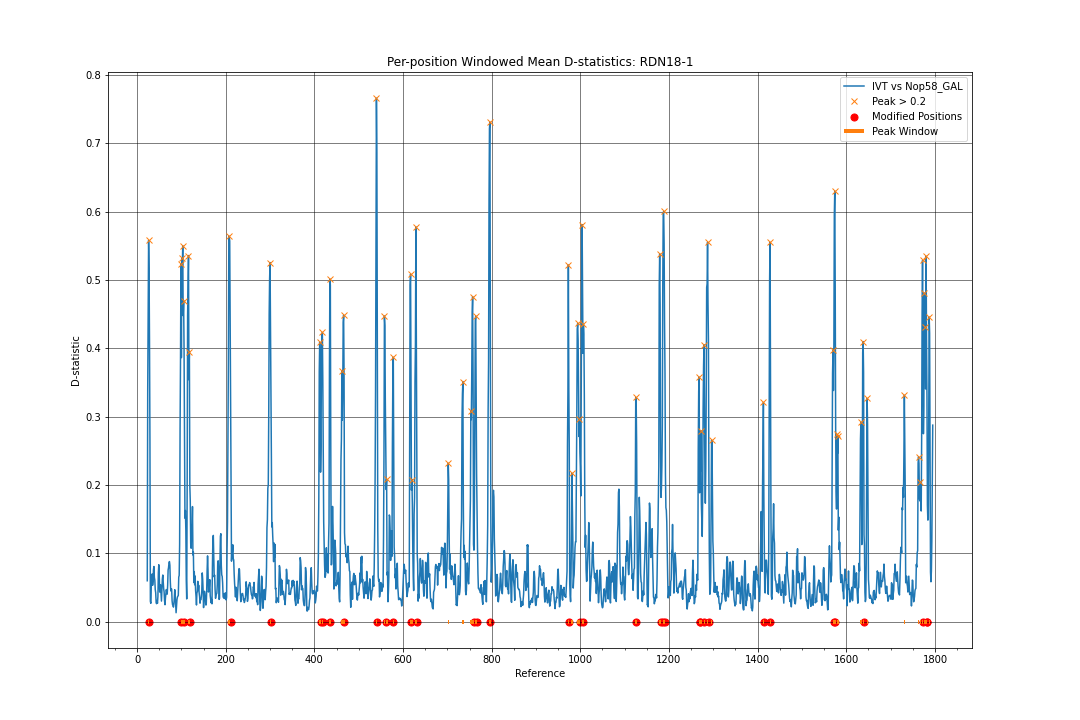 Per-position Windowed Mean D-statistics: RDN18-1
IVT vs Nop58_GAL
Peak > 0.2
Modified Positions
Peak Window
D-statistic
0.8
0.7
0.6
0.5
0.4
0.3
0.2
0.1
0.0
0 200 400 600 800 1000 1200 1400 1600 1800
Reference